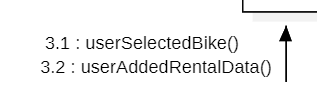 3.1 : userSelectedBike()
3.2 : userAddedRentalData()